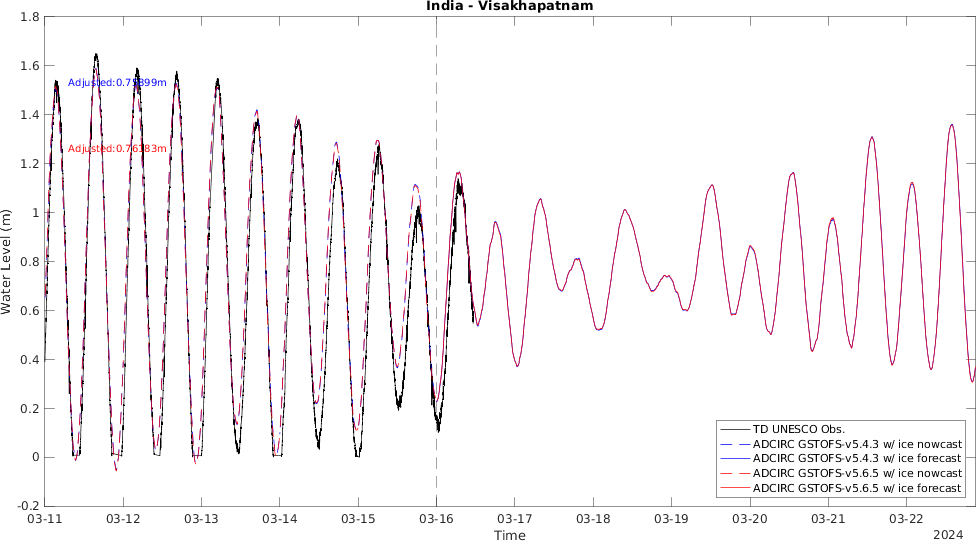 India - Visakhapatnam
1.8
1.6
1.4
1.2
1
0.8
0.6
0.4
0.2
0
-0.2
Water Level (m)
Adjusted:0.76183m
TD UNESCO Obs.
ADCIRC GSTOFS-v5.4.3 w/ ice nowcast
ADCIRC GSTOFS-v5.4.3 w/ ice forecast
ADCIRC GSTOFS-v5.6.5 w/ ice nowcast
ADCIRC GSTOFS-v5.6.5 w/ ice forecast
03-11 03-12 03-13 03-14 03-15 03-16 03-17 03-18 03-19 03-20 03-21 03-22
Time
2024